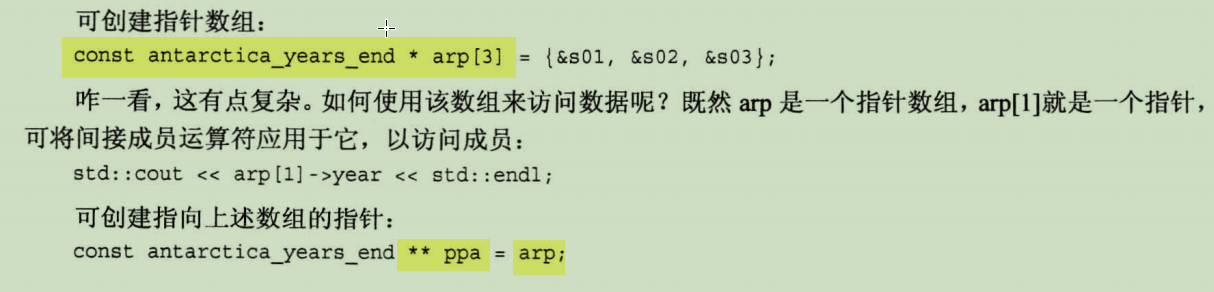 可创建指针数组：
const antarctica_years_end * arp[3] = {&s01, &s02, &s03};
咋一看，这有点复杂。如何使用该数组来访问数据呢？既然 arp 是一个指针数组，arp[1]就是一个指针，
可将间接成员运算符应用于它，以访问成员：
std::cout << arp[1]->year << std::endl;
可创建指向上述数组的指针：
const antarctica_years_end ** ppa = arp;